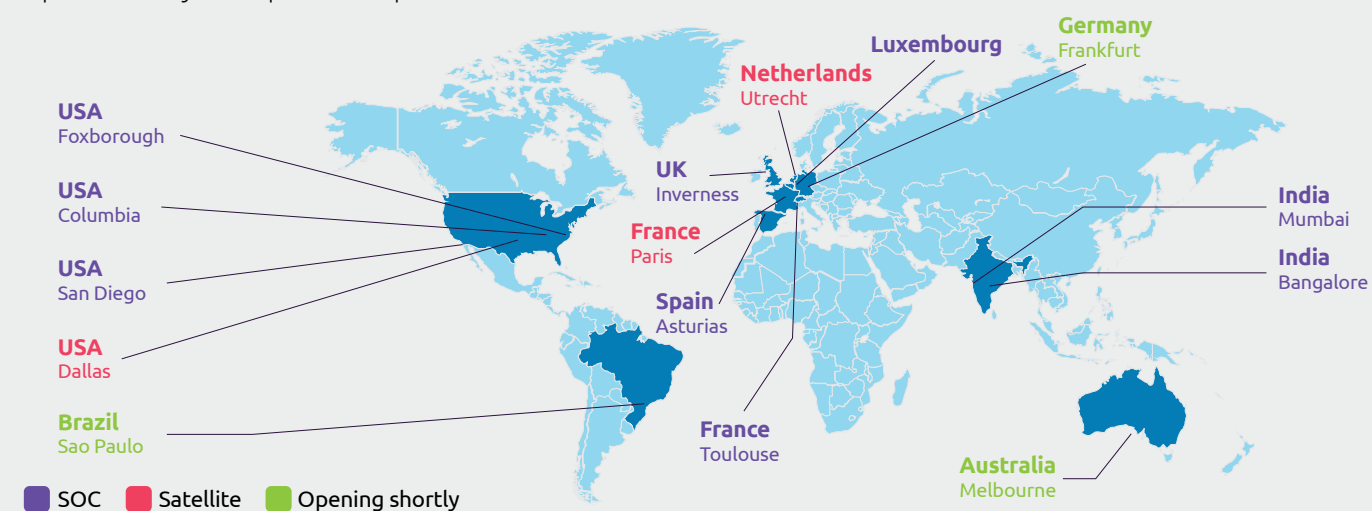 Luxembourg
Germany
Frankfurt
Netherlands
Utrecht
USA
Foxborough
UK
Inverness
USA
Columbia
India
Mumbai
France
Paris
India
Bangalore
USA
San Diego
Spain
Asturias
USA
Dallas
Brazil
Sao Paulo
France
Toulouse
Australia
Melbourne
SOC
Satellite
Opening shortly